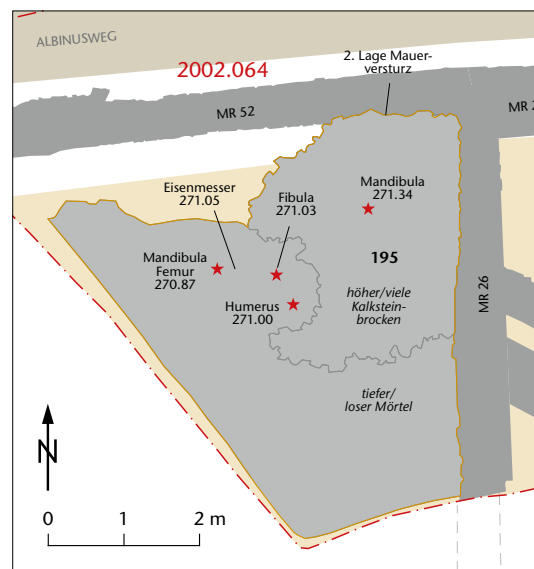 ALBINUSWEG
2002.064
2. Lage Mauer-
versturz
MR 52
MR 2
Eisenmesser
271.05
Fibula
271.03
Mandibula
271.34
Mandibula
Femur
270.87
195
Humerus
271.00
höher/viele
Kalkstein-
brocken
MR 26
tiefer/
loser Mörtel
N
0 1 2 m